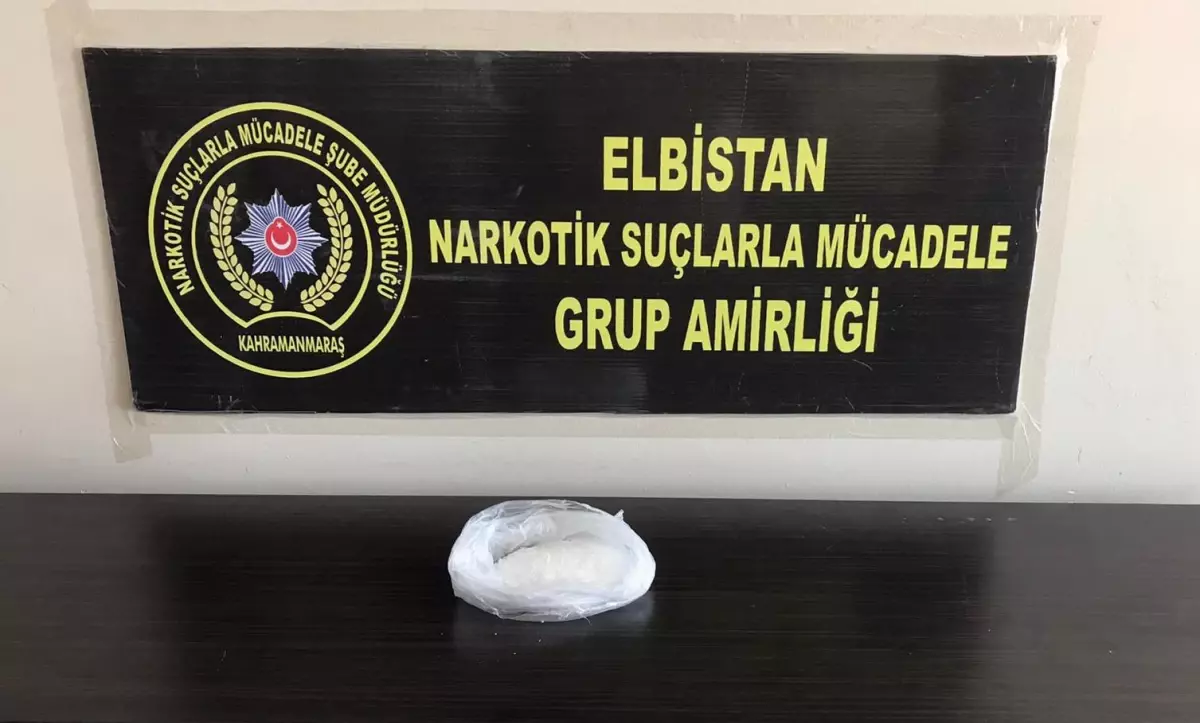 NARKOTİK SUÇLARLA MÜCADELE ŞUBE MÜDÜRLÜĞÜ
KAHRAMANMARAŞ
ELBİSTAN
NARKOTİK SUÇLARLA MÜCADELE
GRUP AMİRLİĞİ